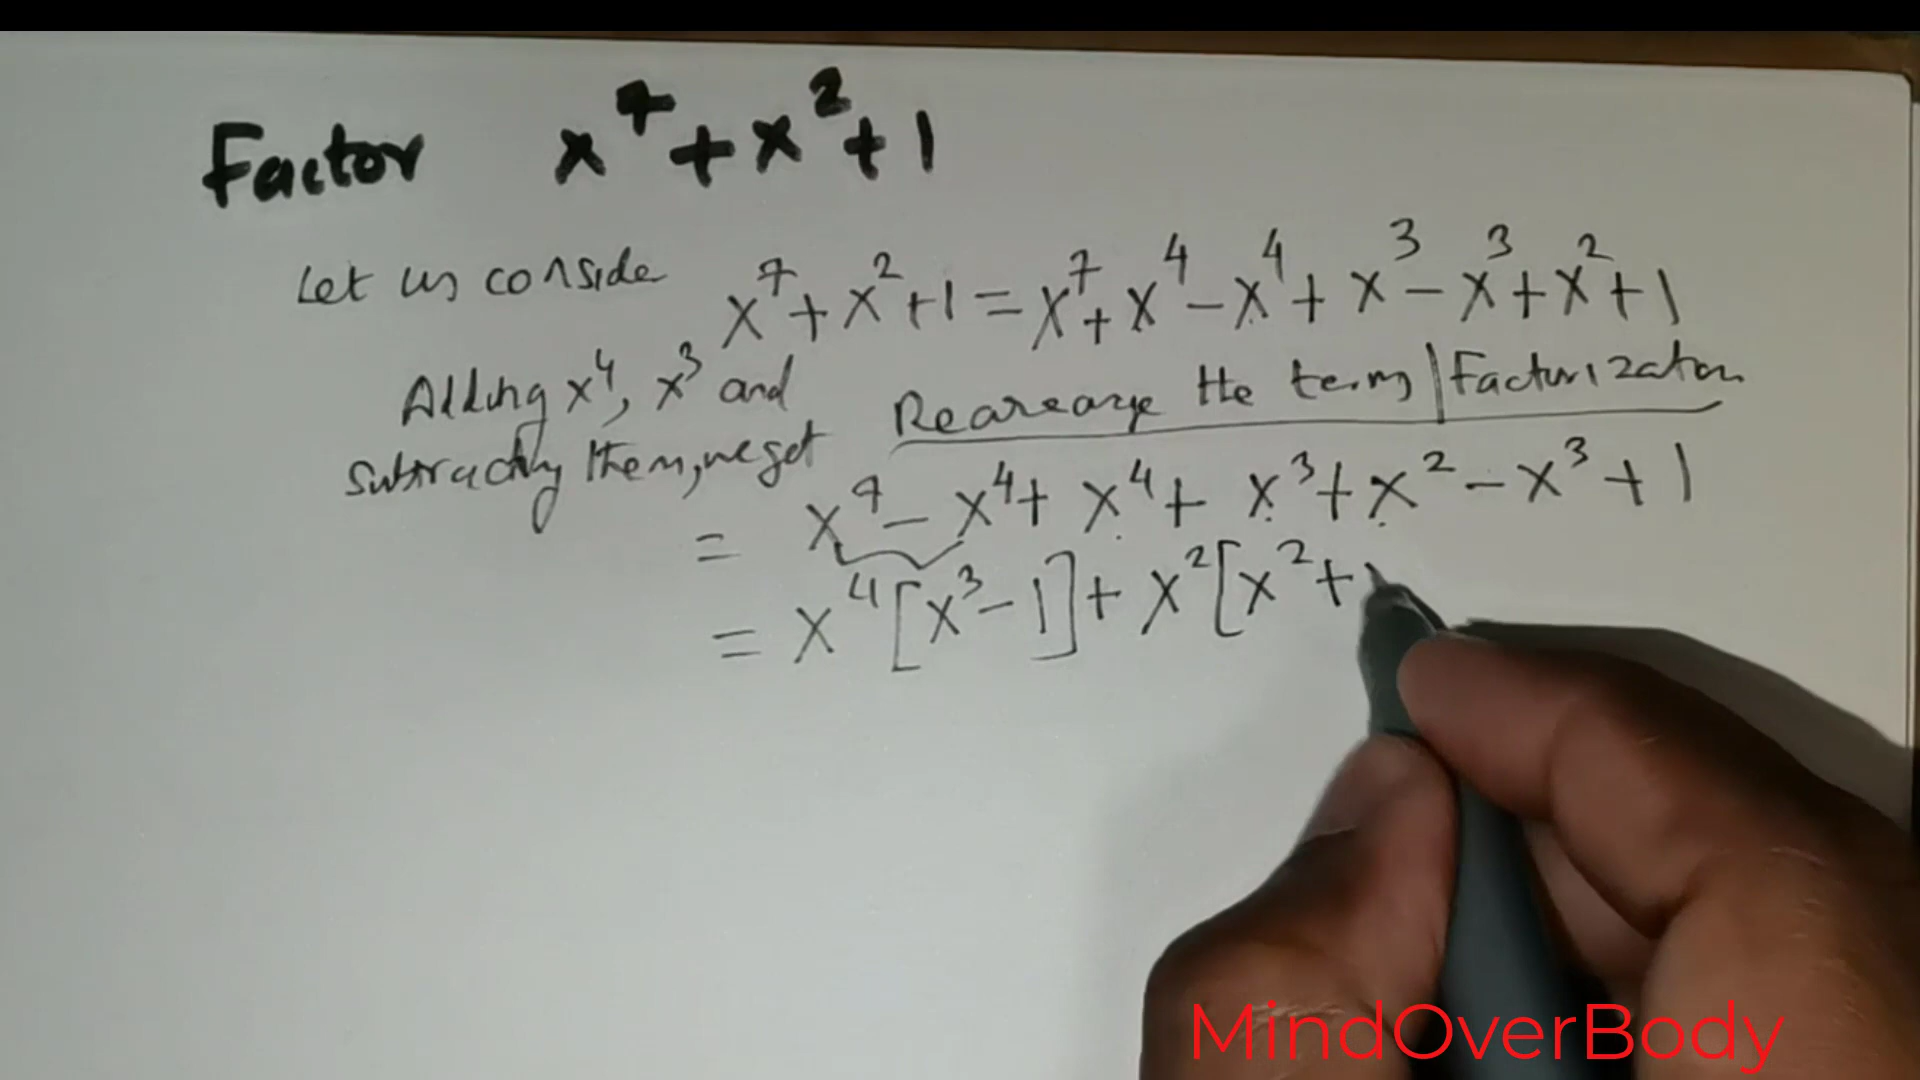 Factor x⁷+x²+1
Let us conside x⁷+x²+1=x⁷+x⁴-x⁴+x³-x³+x²+1
Adding x⁴, x³ and
subtracting them, we get
Rearearge the terms | Factorization
= x⁷-x⁴+x⁴+x³+x²-x³+1
= x⁴[x³-1]+x²[x²+
MindOverBody